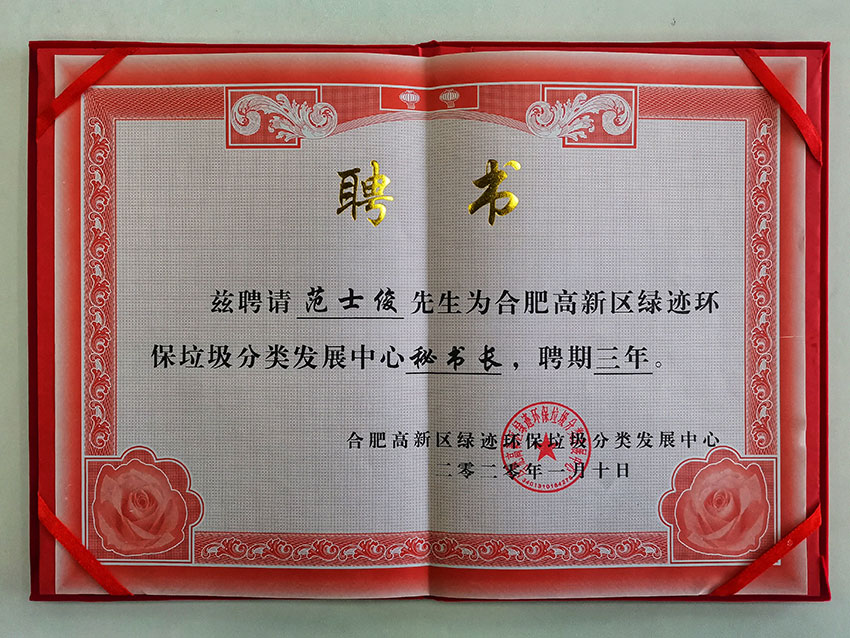 聘 书
兹聘请 范士俊 先生为合肥高新区绿迹环
保垃圾分类发展中心秘书长，聘期三年。
合肥高新区绿迹环保垃圾分类发展中心
二零二零年一月十日